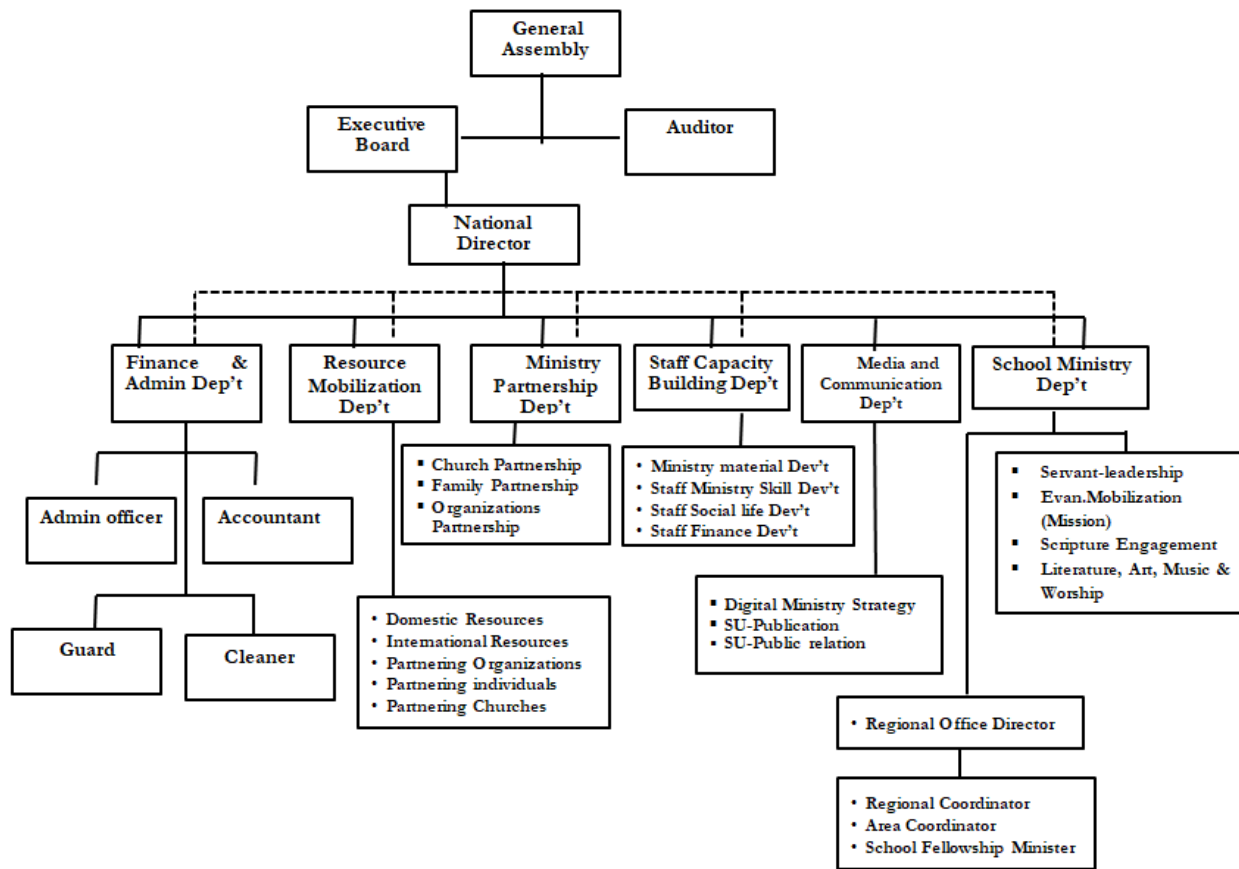 General
Assembly
Executive
Board
Auditor
National
Director
Finance &
Admin Dep't
Resource
Mobilization
Dep't
Ministry
Partnership
Dep't
Staff Capacity
Building Dep't
Media and
Communication
Dep't
School Ministry
Dep't
▪ Church Partnership
▪ Family Partnership
▪ Organizations
Partnership
• Ministry material Dev't
• Staff Ministry Skill Dev't
• Staff Social life Dev't
• Staff Finance Dev't
▪ Servant-leadership
▪ Evan.Mobilization
(Mission)
▪ Scripture Engagement
▪ Literature, Art, Music &
Worship
Admin officer
Accountant
Guard
Cleaner
• Domestic Resources
• International Resources
• Partnering Organizations
• Partnering individuals
• Partnering Churches
▪ Digital Ministry Strategy
▪ SU-Publication
▪ SU-Public relation
• Regional Office Director
• Regional Coordinator
• Area Coordinator
• School Fellowship Minister